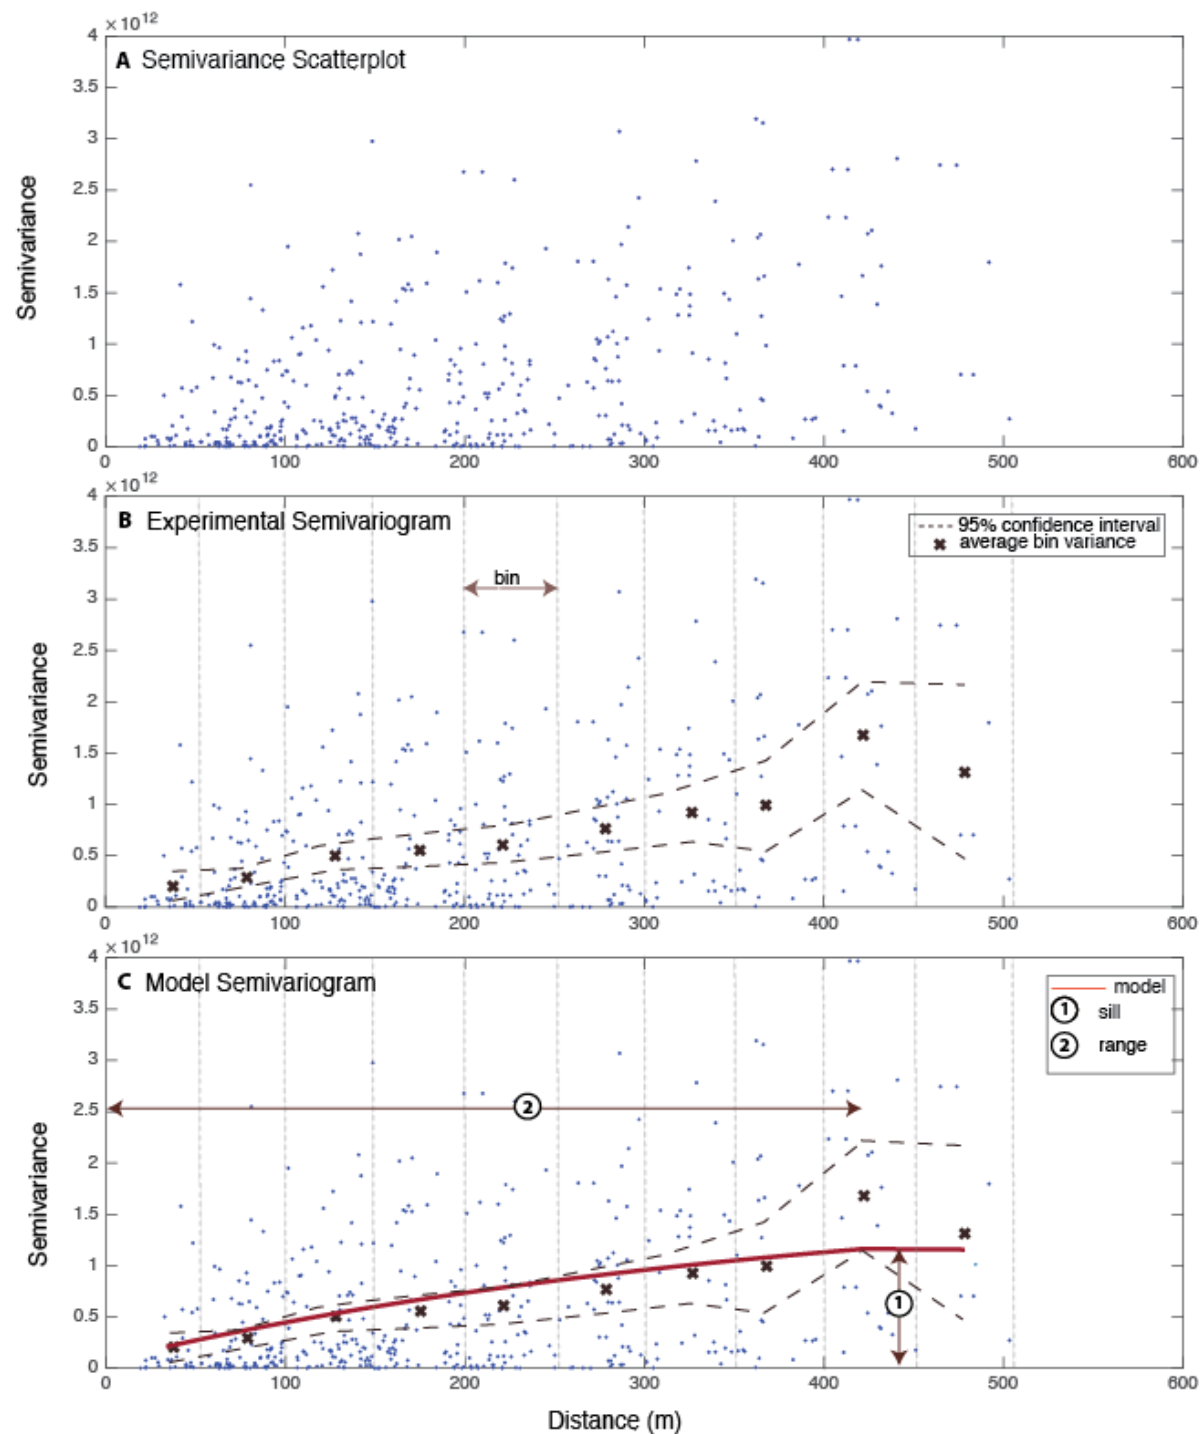 ×10¹²
4
A Semivariance Scatterplot
3.5
3
2.5
2
1.5
1
0.5
0
Semivariance
0 100 200 300 400 500 600
×10¹²
4
B Experimental Semivariogram
95% confidence interval
average bin variance
bin
3.5
3
2.5
2
1.5
1
0.5
0
Semivariance
0 100 200 300 400 500 600
×10¹²
4
C Model Semivariogram
model
1 sill
2 range
2
1
3.5
3
2.5
2
1.5
1
0.5
0
Semivariance
0 100 200 300 400 500 600
Distance (m)